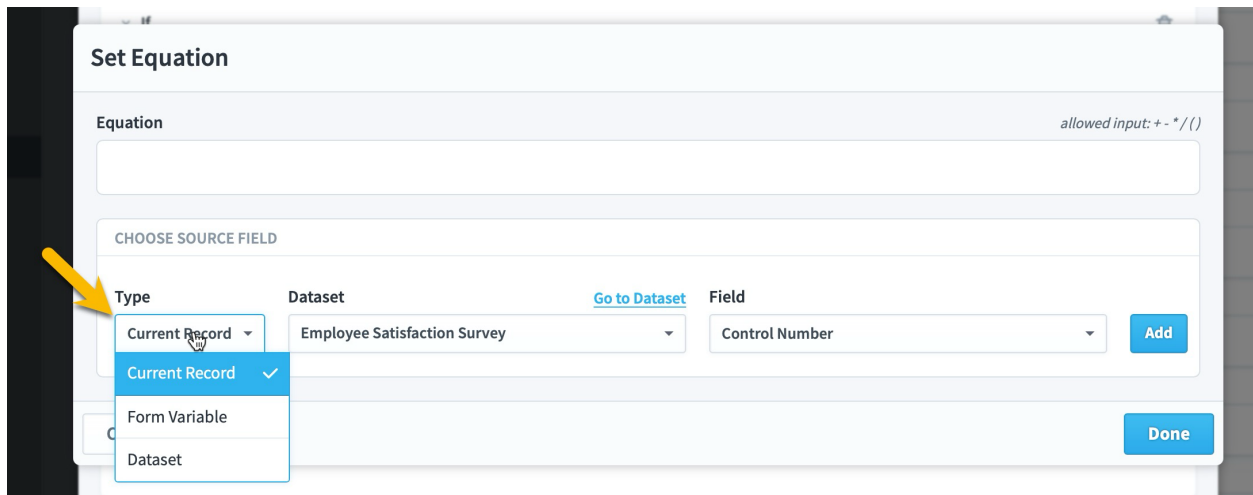 If
Set Equation
Equation
allowed input: + - * / ( )
CHOOSE SOURCE FIELD
Type
Dataset
Go to Dataset
Field
Current Record
Employee Satisfaction Survey
Control Number
Add
Current Record
Form Variable
Dataset
Done